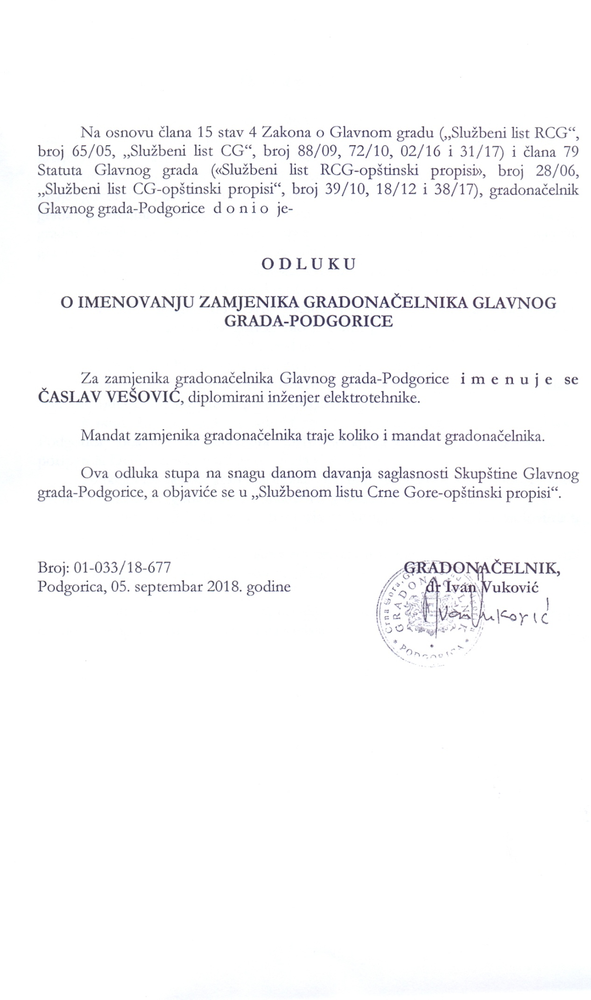 Na osnovu člana 15 stav 4 Zakona o Glavnom gradu („Službeni list RCG“,
broj 65/05, „Službeni list CG“, broj 88/09, 72/10, 02/16 i 31/17) i člana 79
Statuta Glavnog grada («Službeni list RCG-opštinski propisi», broj 28/06,
„Službeni list CG-opštinski propisi“, broj 39/10, 18/12 i 38/17), gradonačelnik
Glavnog grada-Podgorice d o n i o je-
O D L U K U
O IMENOVANJU ZAMJENIKA GRADONAČELNIKA GLAVNOG
GRADA-PODGORICE
Za zamjenika gradonačelnika Glavnog grada-Podgorice i m e n u j e se
ČASLAV VEŠOVIĆ, diplomirani inženjer elektrotehnike.
Mandat zamjenika gradonačelnika traje koliko i mandat gradonačelnika.
Ova odluka stupa na snagu danom davanja saglasnosti Skupštine Glavnog
grada-Podgorice, a objaviće se u „Službenom listu Crne Gore-opštinski propisi“.
Broj: 01-033/18-677
Podgorica, 05. septembar 2018. godine
GRADONAČELNIK,
dr Ivan Vuković
Ivan Vuković
Crna Gora,
GRADONAČELNIK
* PODGORICA *